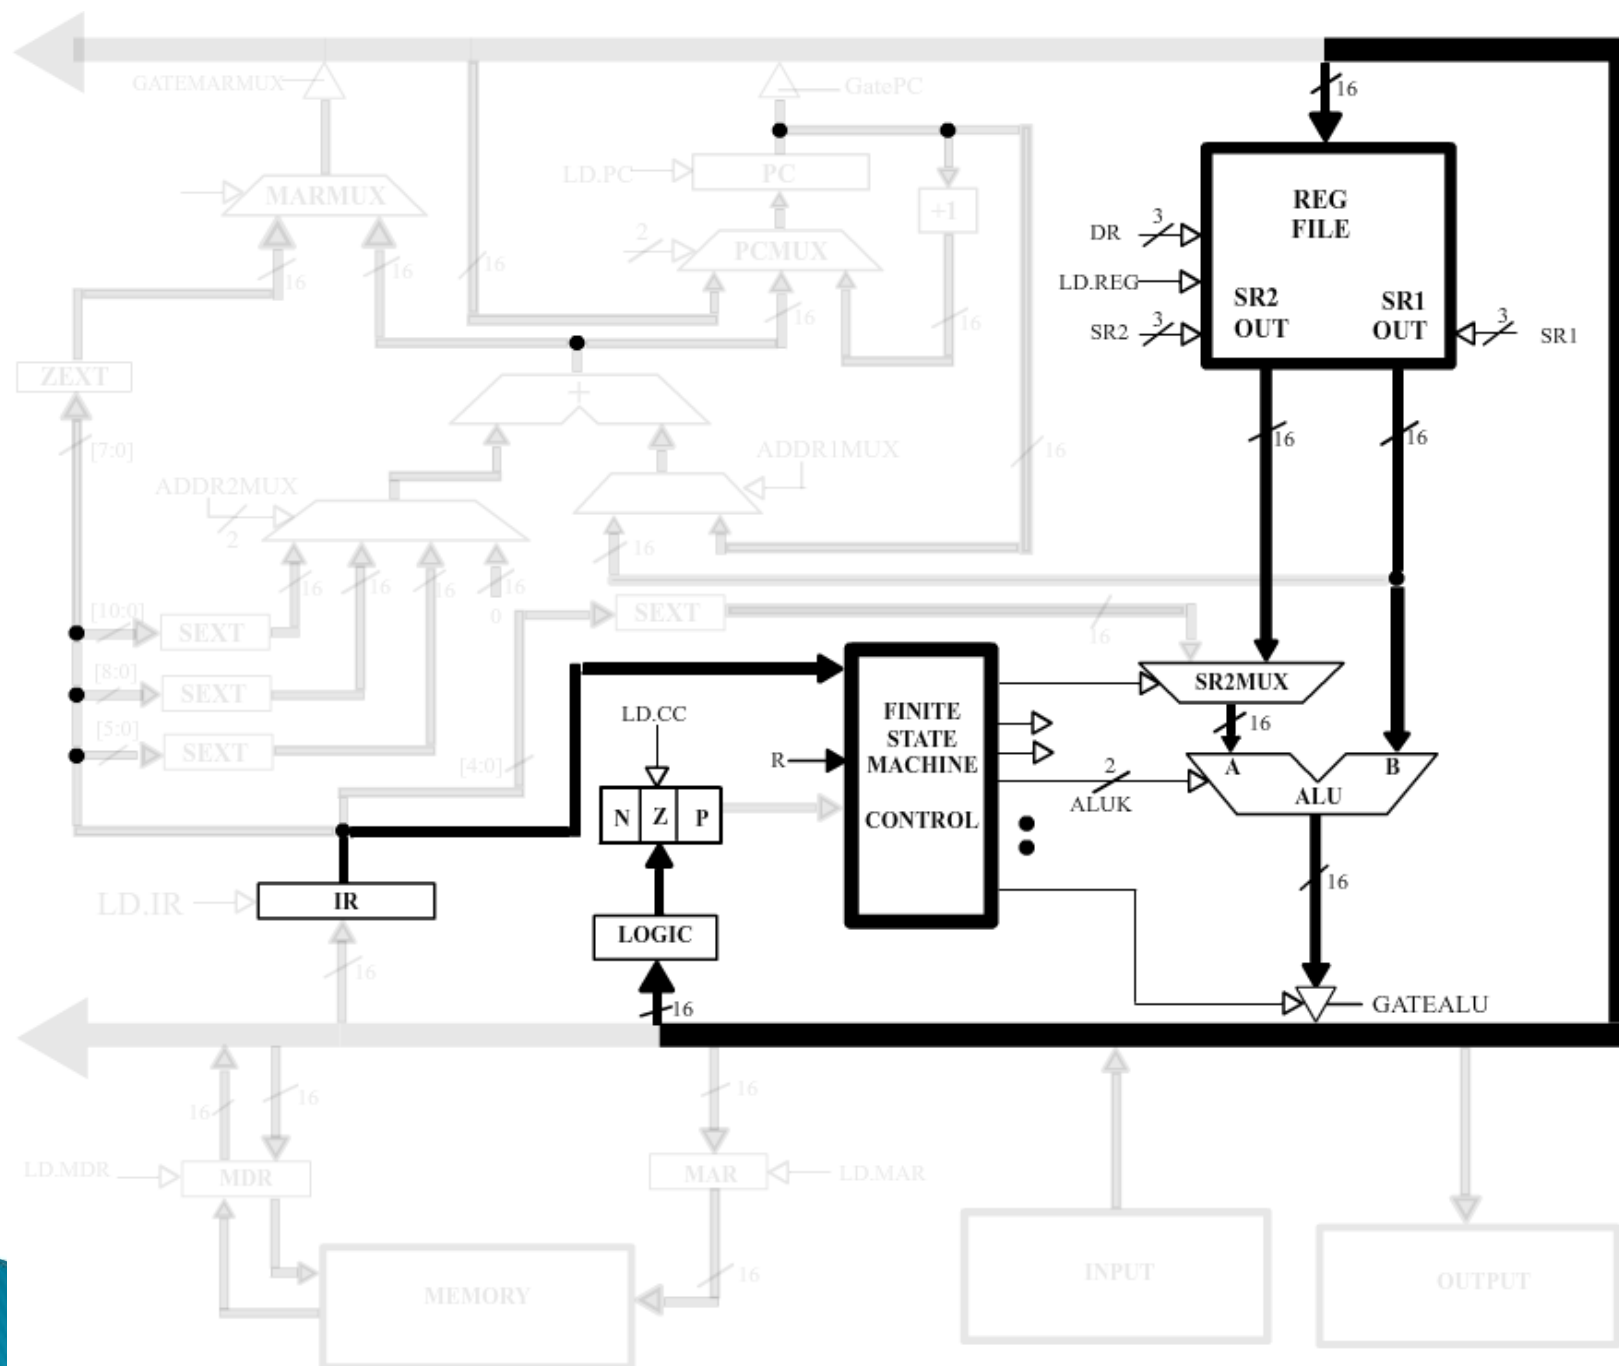 16
GATEMARMUX
GatePC
LD.PC
PC
MARMUX
+1
REG
FILE
3
DR
2
PCMUX
16
16
16
LD.REG
SR2
OUT
SR1
OUT
16
16
3
SR2
3
SR1
ZEXT
+
[7:0]
16
16
ADDR1MUX
16
ADDR2MUX
2
16
16
16
16
16
0
[10:0]
SEXT
SEXT
16
[8:0]
SEXT
SR2MUX
LD.CC
FINITE
STATE
MACHINE
CONTROL
16
[5:0]
SEXT
[4:0]
R
2
ALUK
A
B
ALU
N Z P
16
LD.IR
IR
LOGIC
16
16
GATEALU
16
16
16
LD.MDR
MDR
MAR
LD.MAR
16
MEMORY
INPUT
OUTPUT